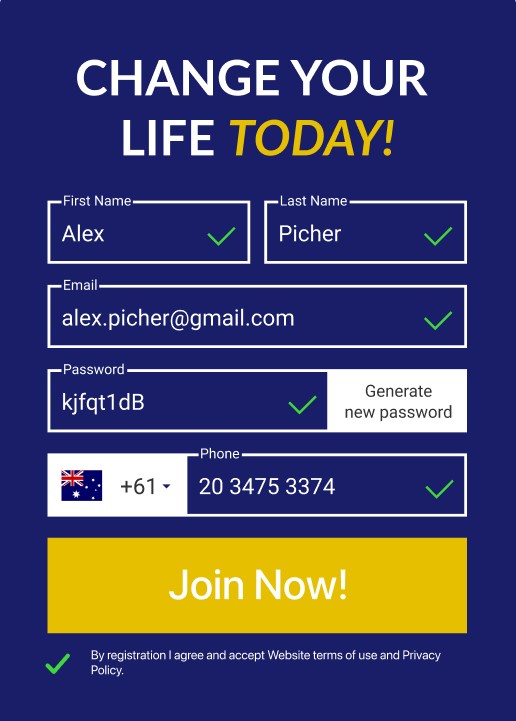 CHANGE YOUR
LIFE TODAY!
First Name
Alex
Last Name
Picher
Email
alex.picher@gmail.com
Password
kjfqt1dB
Generate
new password
Phone
+61
20 3475 3374
Join Now!
By registration I agree and accept Website terms of use and Privacy
Policy.